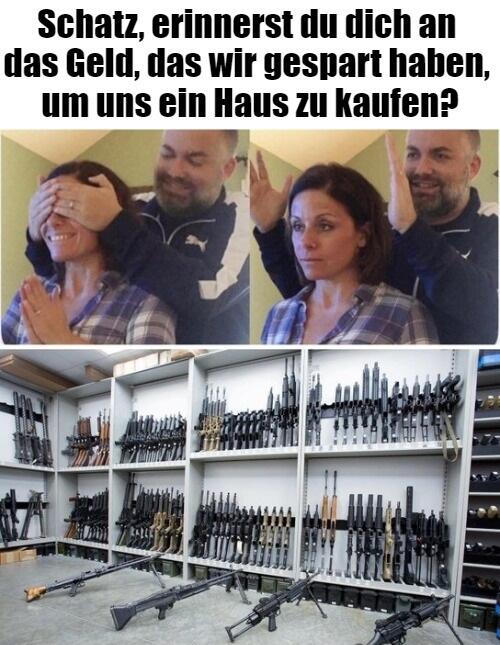 Schatz, erinnerst du dich an
das Geld, das wir gespart haben,
um uns ein Haus zu kaufen?